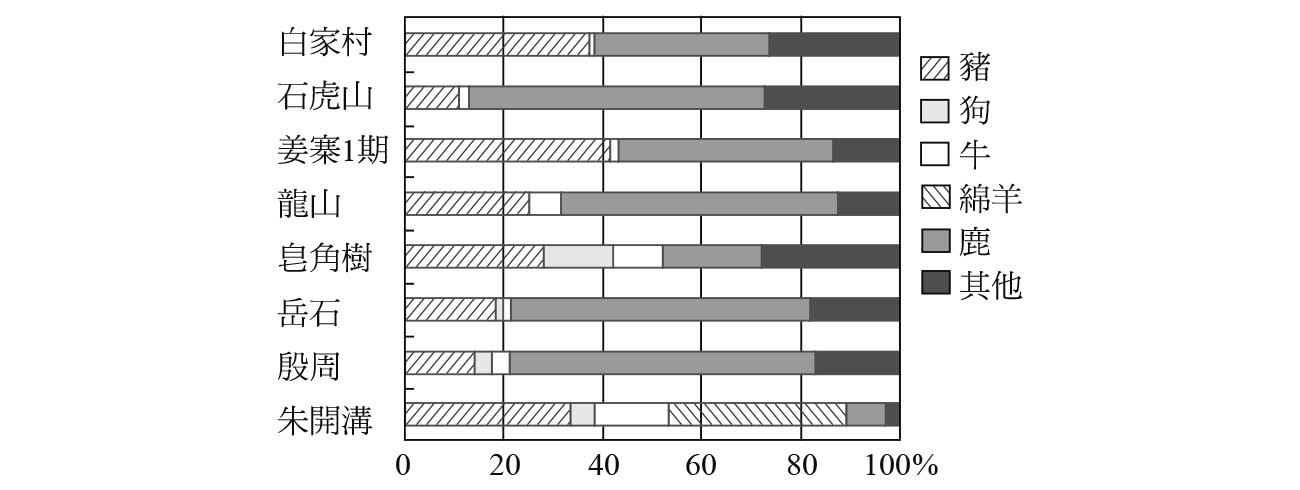 白家村
石虎山
姜寨1期
龍山
皂角樹
岳石
殷周
朱開溝
0 20 40 60 80 100%
豬
狗
牛
綿羊
鹿
其他